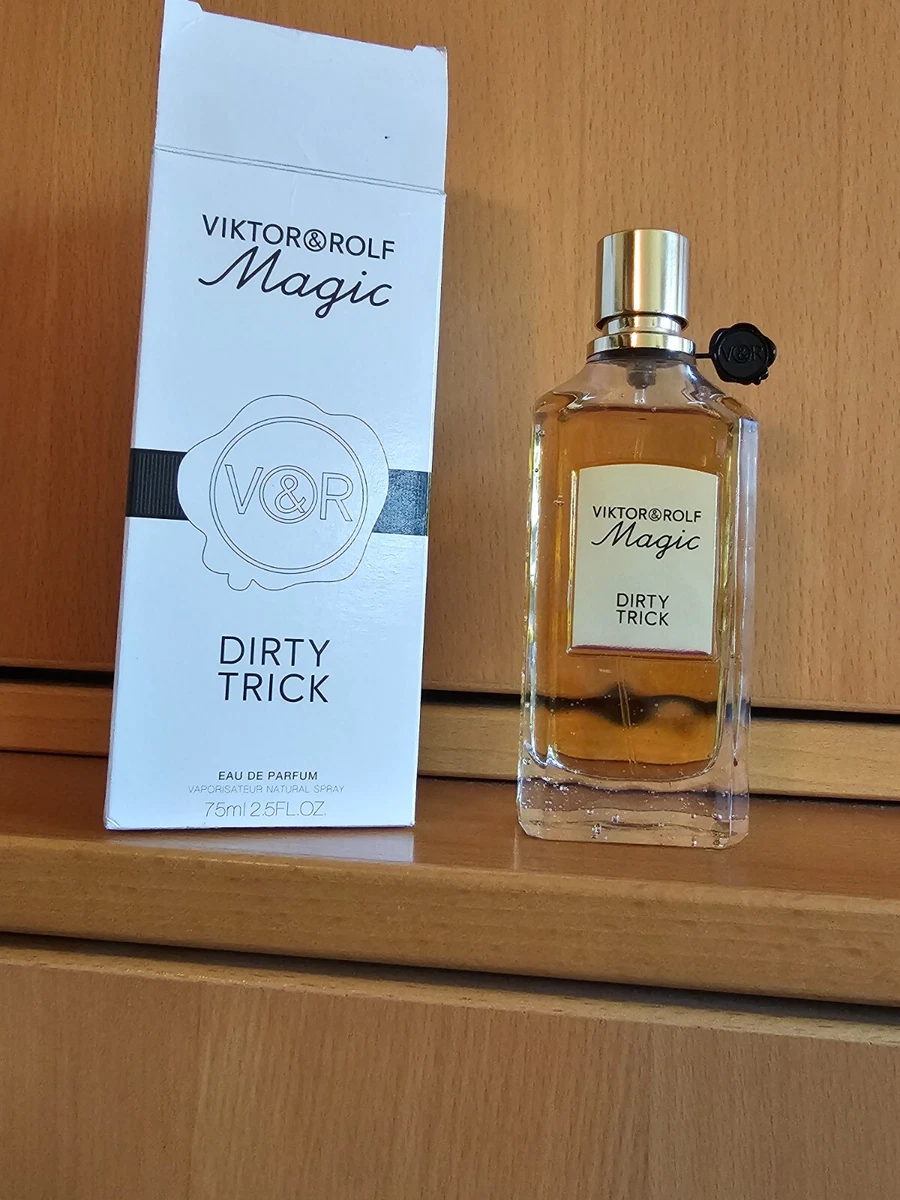 VIKTOR&ROLF
Magic
V&R
DIRTY
TRICK
EAU DE PARFUM
VAPORISATEUR NATURAL SPRAY
75ml 2.5FL.OZ.
V&R
VIKTOR&ROLF
Magic
DIRTY
TRICK